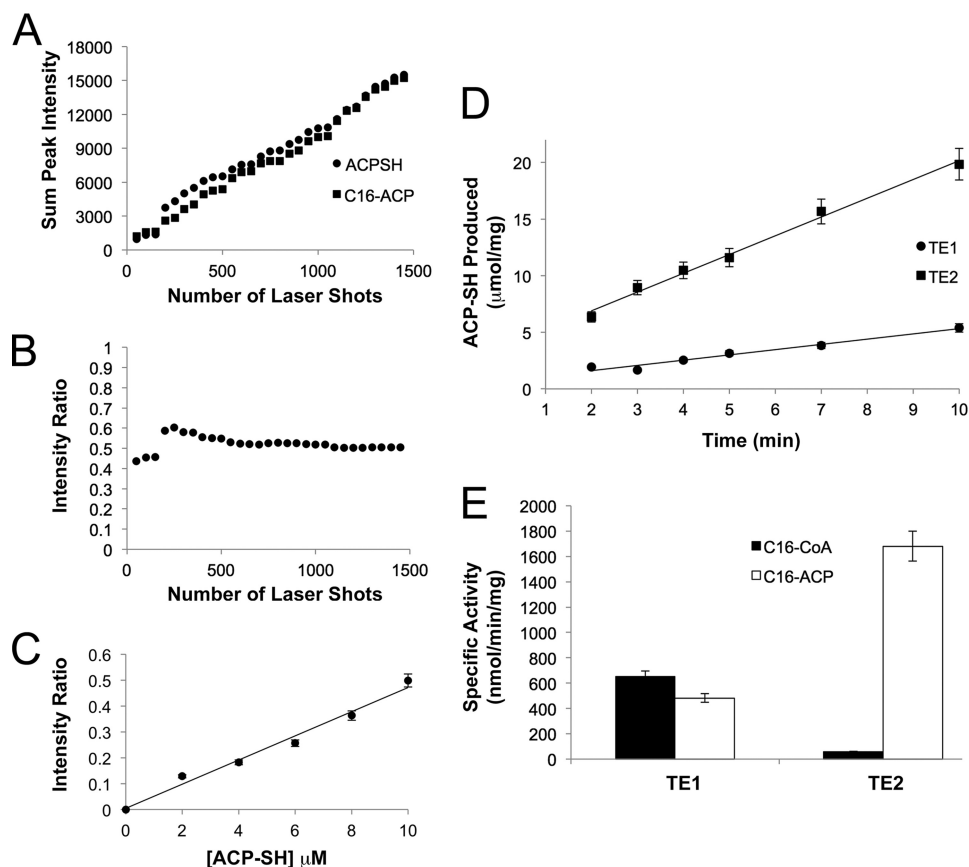 A
Sum Peak Intensity
18000
15000
12000
9000
6000
3000
0
ACPSH
C16-ACP
0 500 1000 1500
Number of Laser Shots
B
Intensity Ratio
1
0.9
0.8
0.7
0.6
0.5
0.4
0.3
0.2
0.1
0
0 500 1000 1500
Number of Laser Shots
C
Intensity Ratio
0.6
0.5
0.4
0.3
0.2
0.1
0
0 2 4 6 8 10
[ACP-SH] μM
D
ACP-SH Produced
(μmol/mg)
20
15
10
5
0
TE1
TE2
1 2 3 4 5 6 7 8 9 10
Time (min)
E
Specific Activity
(nmol/min/mg)
2000
1800
1600
1400
1200
1000
800
600
400
200
0
C16-CoA
C16-ACP
TE1 TE2